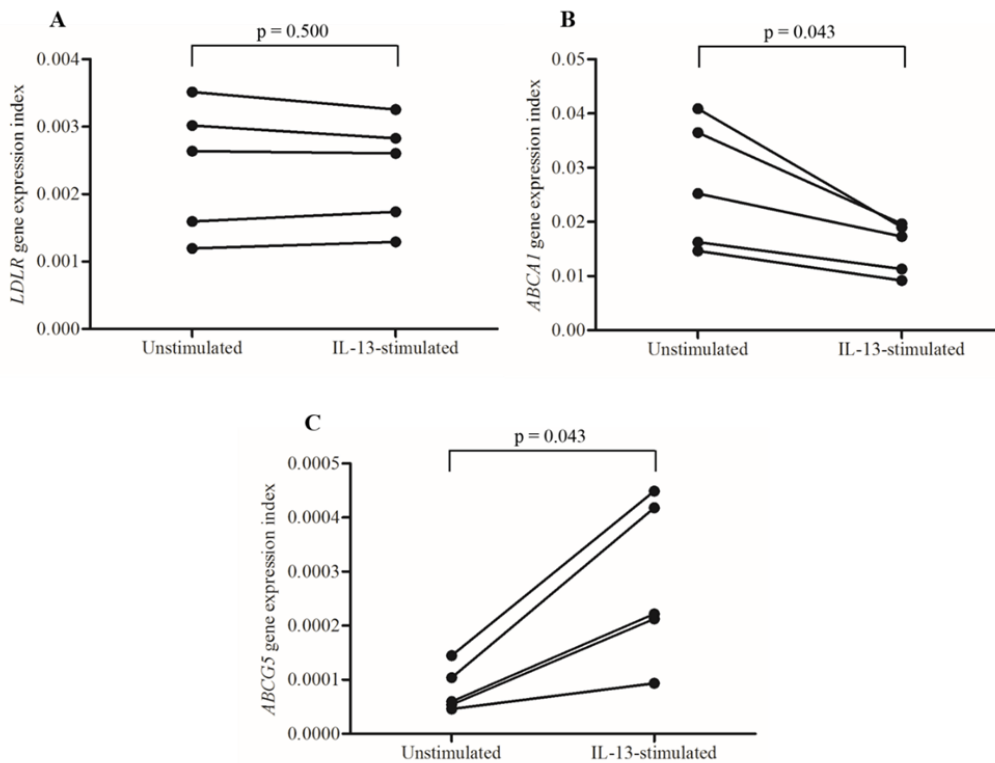 A
p = 0.500
LDLR gene expression index
0.004
0.003
0.002
0.001
0.000
Unstimulated
IL-13-stimulated
B
p = 0.043
ABCA1 gene expression index
0.05
0.04
0.03
0.02
0.01
0.00
Unstimulated
IL-13-stimulated
C
p = 0.043
ABCG5 gene expression index
0.0005
0.0004
0.0003
0.0002
0.0001
0.0000
Unstimulated
IL-13-stimulated